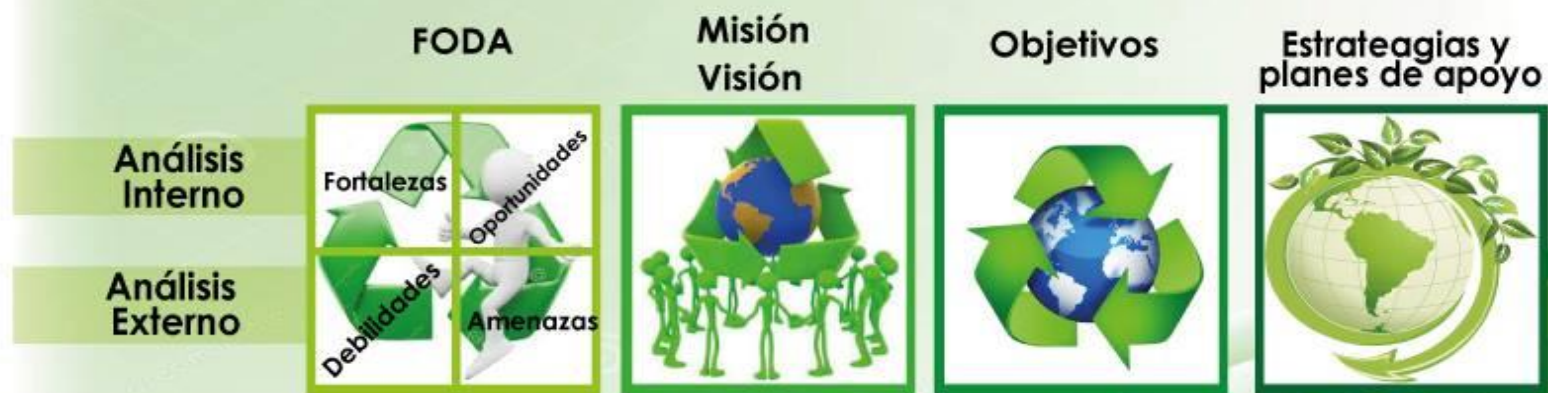 FODA
Misión
Visión
Objetivos
Estrateagias y
planes de apoyo
Análisis
Interno
Fortalezas
Oportunidades
Análisis
Externo
Debilidades
Amenazas